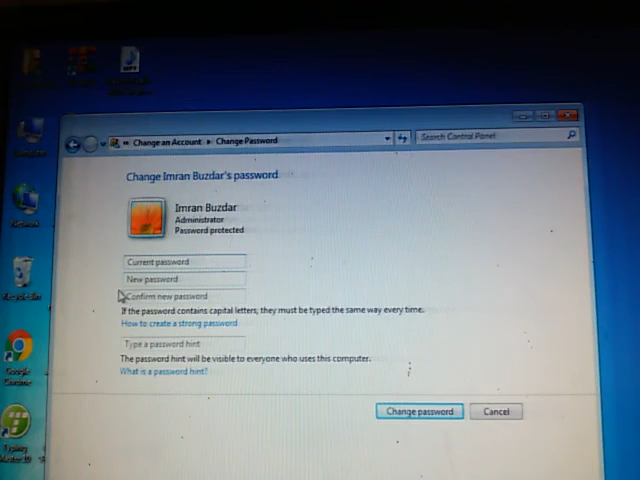 Change an Account ▸ Change Password
Search Control Panel
Change Imran Buzdar's password
Imran Buzdar
Administrator
Password protected
Current password
New password
Confirm new password
If the password contains capital letters, they must be typed the same way every time.
How to create a strong password
Type a password hint
The password hint will be visible to everyone who uses this computer.
What is a password hint?
Change password
Cancel
Computer
Network
Recycle Bin
Google
Chrome
Typing
Master 10